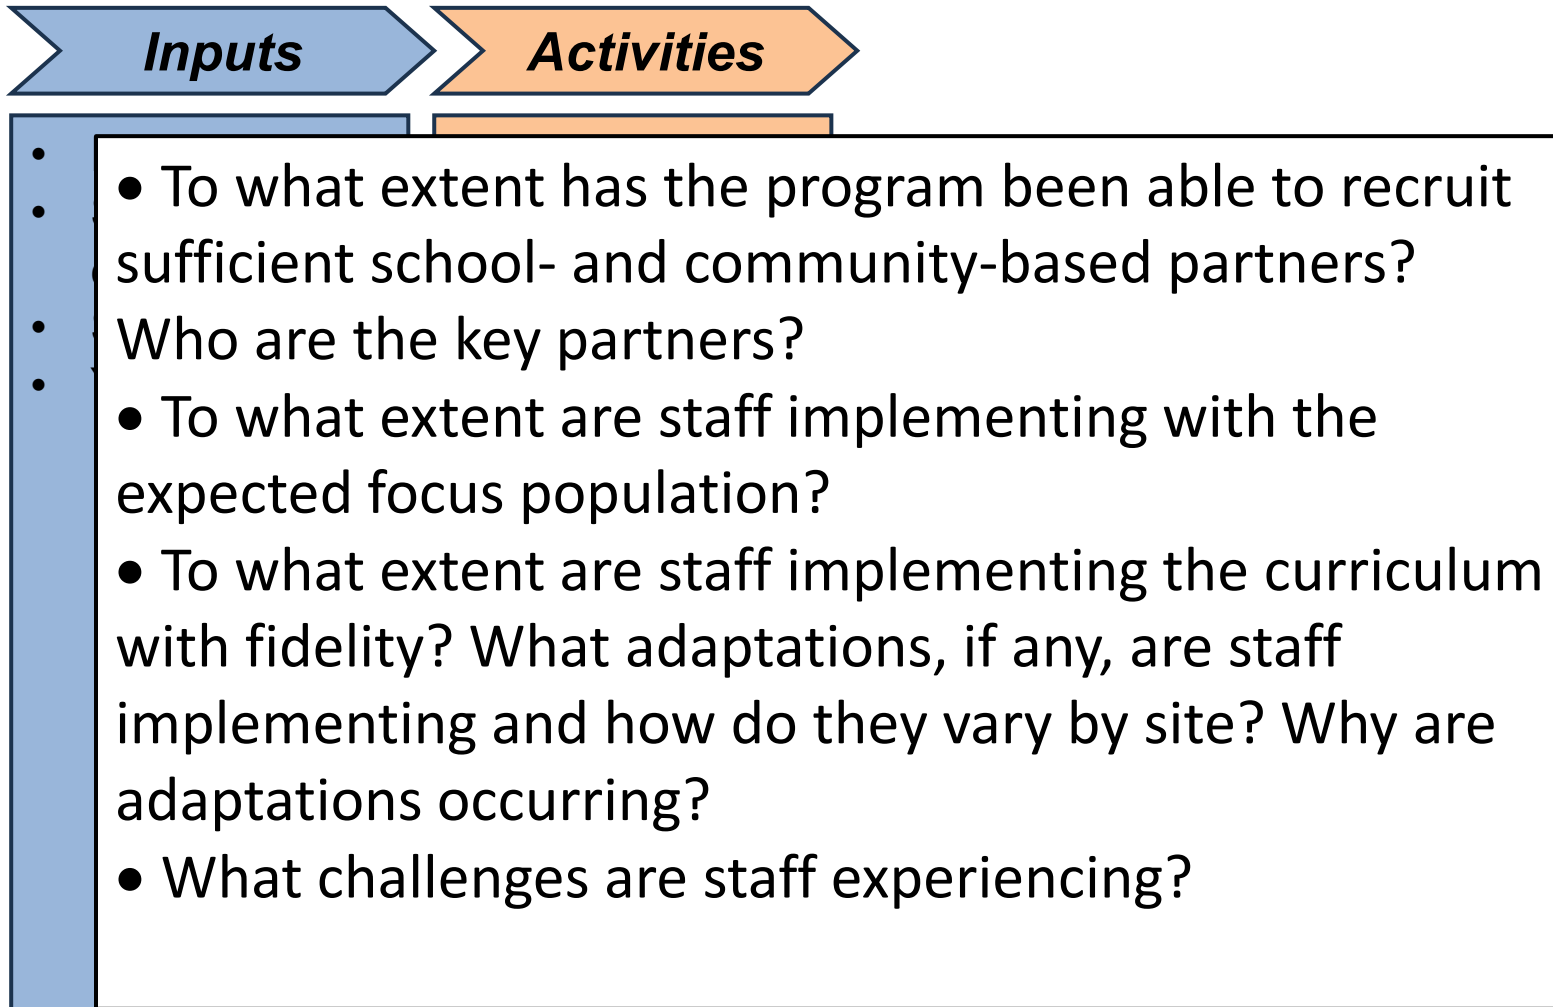 Inputs
Activities
• To what extent has the program been able to recruit
sufficient school- and community-based partners?
Who are the key partners?
• To what extent are staff implementing with the
expected focus population?
• To what extent are staff implementing the curriculum
with fidelity? What adaptations, if any, are staff
implementing and how do they vary by site? Why are
adaptations occurring?
• What challenges are staff experiencing?